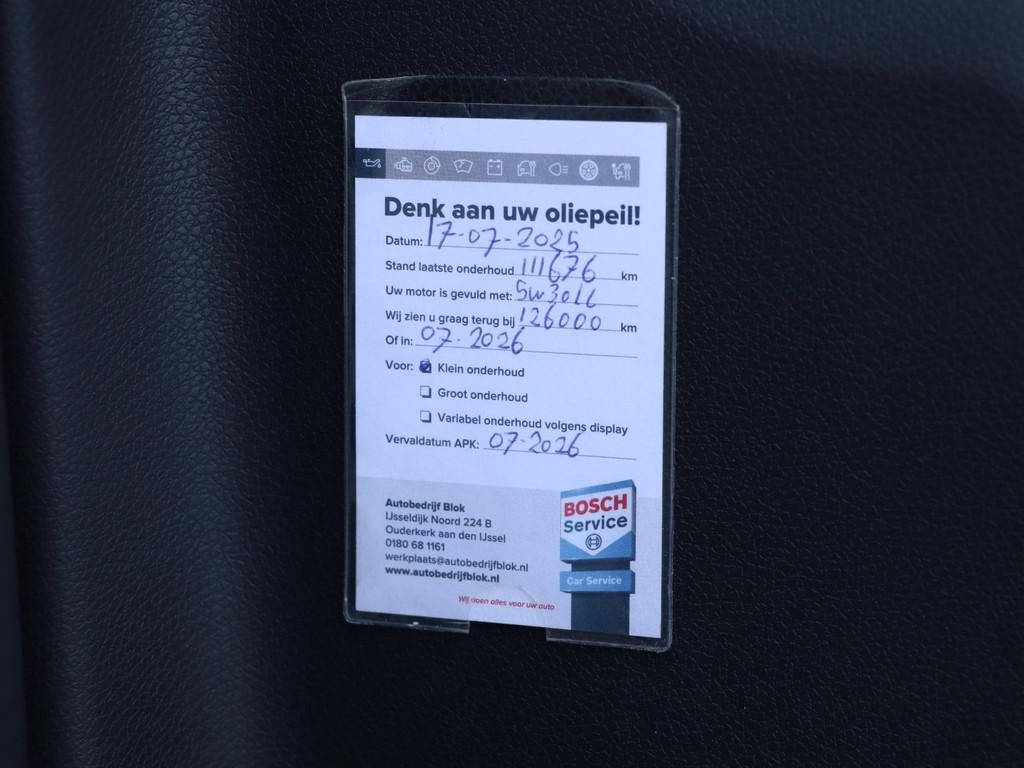 Denk aan uw oliepeil!
Datum: 17-07-2025
Stand laatste onderhoud 111676 km
Uw motor is gevuld met: 5w30LL
Wij zien u graag terug bij 126000 km
Of in: 07-2026
Voor: Klein onderhoud
Groot onderhoud
Variabel onderhoud volgens display
Vervaldatum APK: 07-2026
Autobedrijf Blok
IJsseldijk Noord 224 B
Ouderkerk aan den IJssel
0180 68 1161
werkplaats@autobedrijfblok.nl
www.autobedrijfblok.nl
Wij doen alles voor uw auto
BOSCH
Service
Car Service